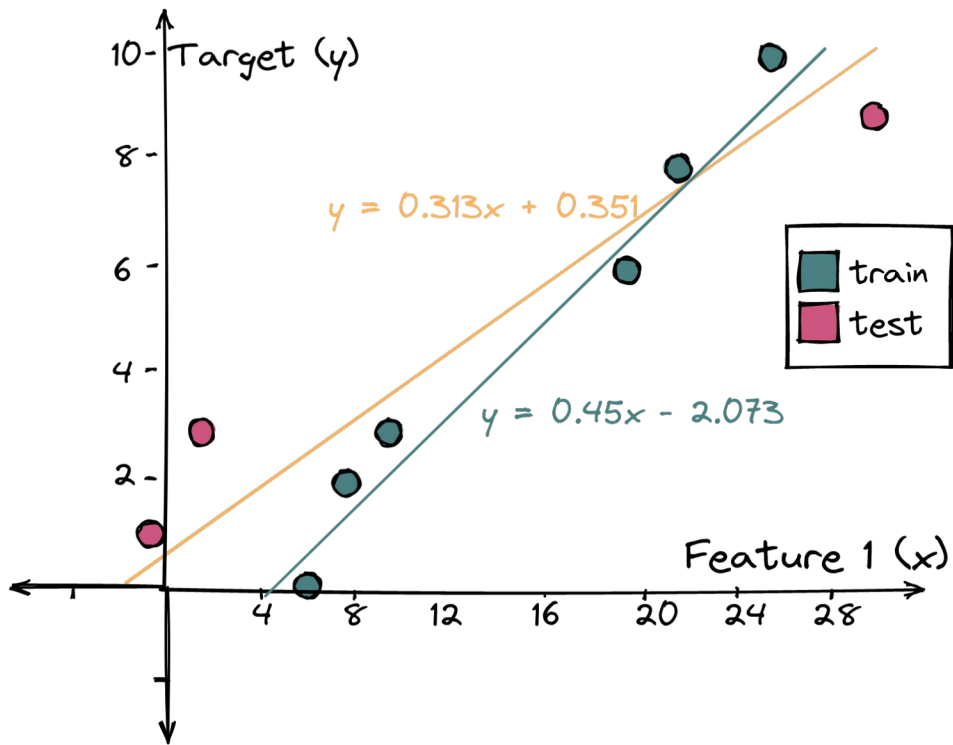 10
Target (y)
8
y = 0.313x + 0.351
6
train
test
4
y = 0.45x - 2.073
2
Feature 1 (x)
4 8 12 16 20 24 28